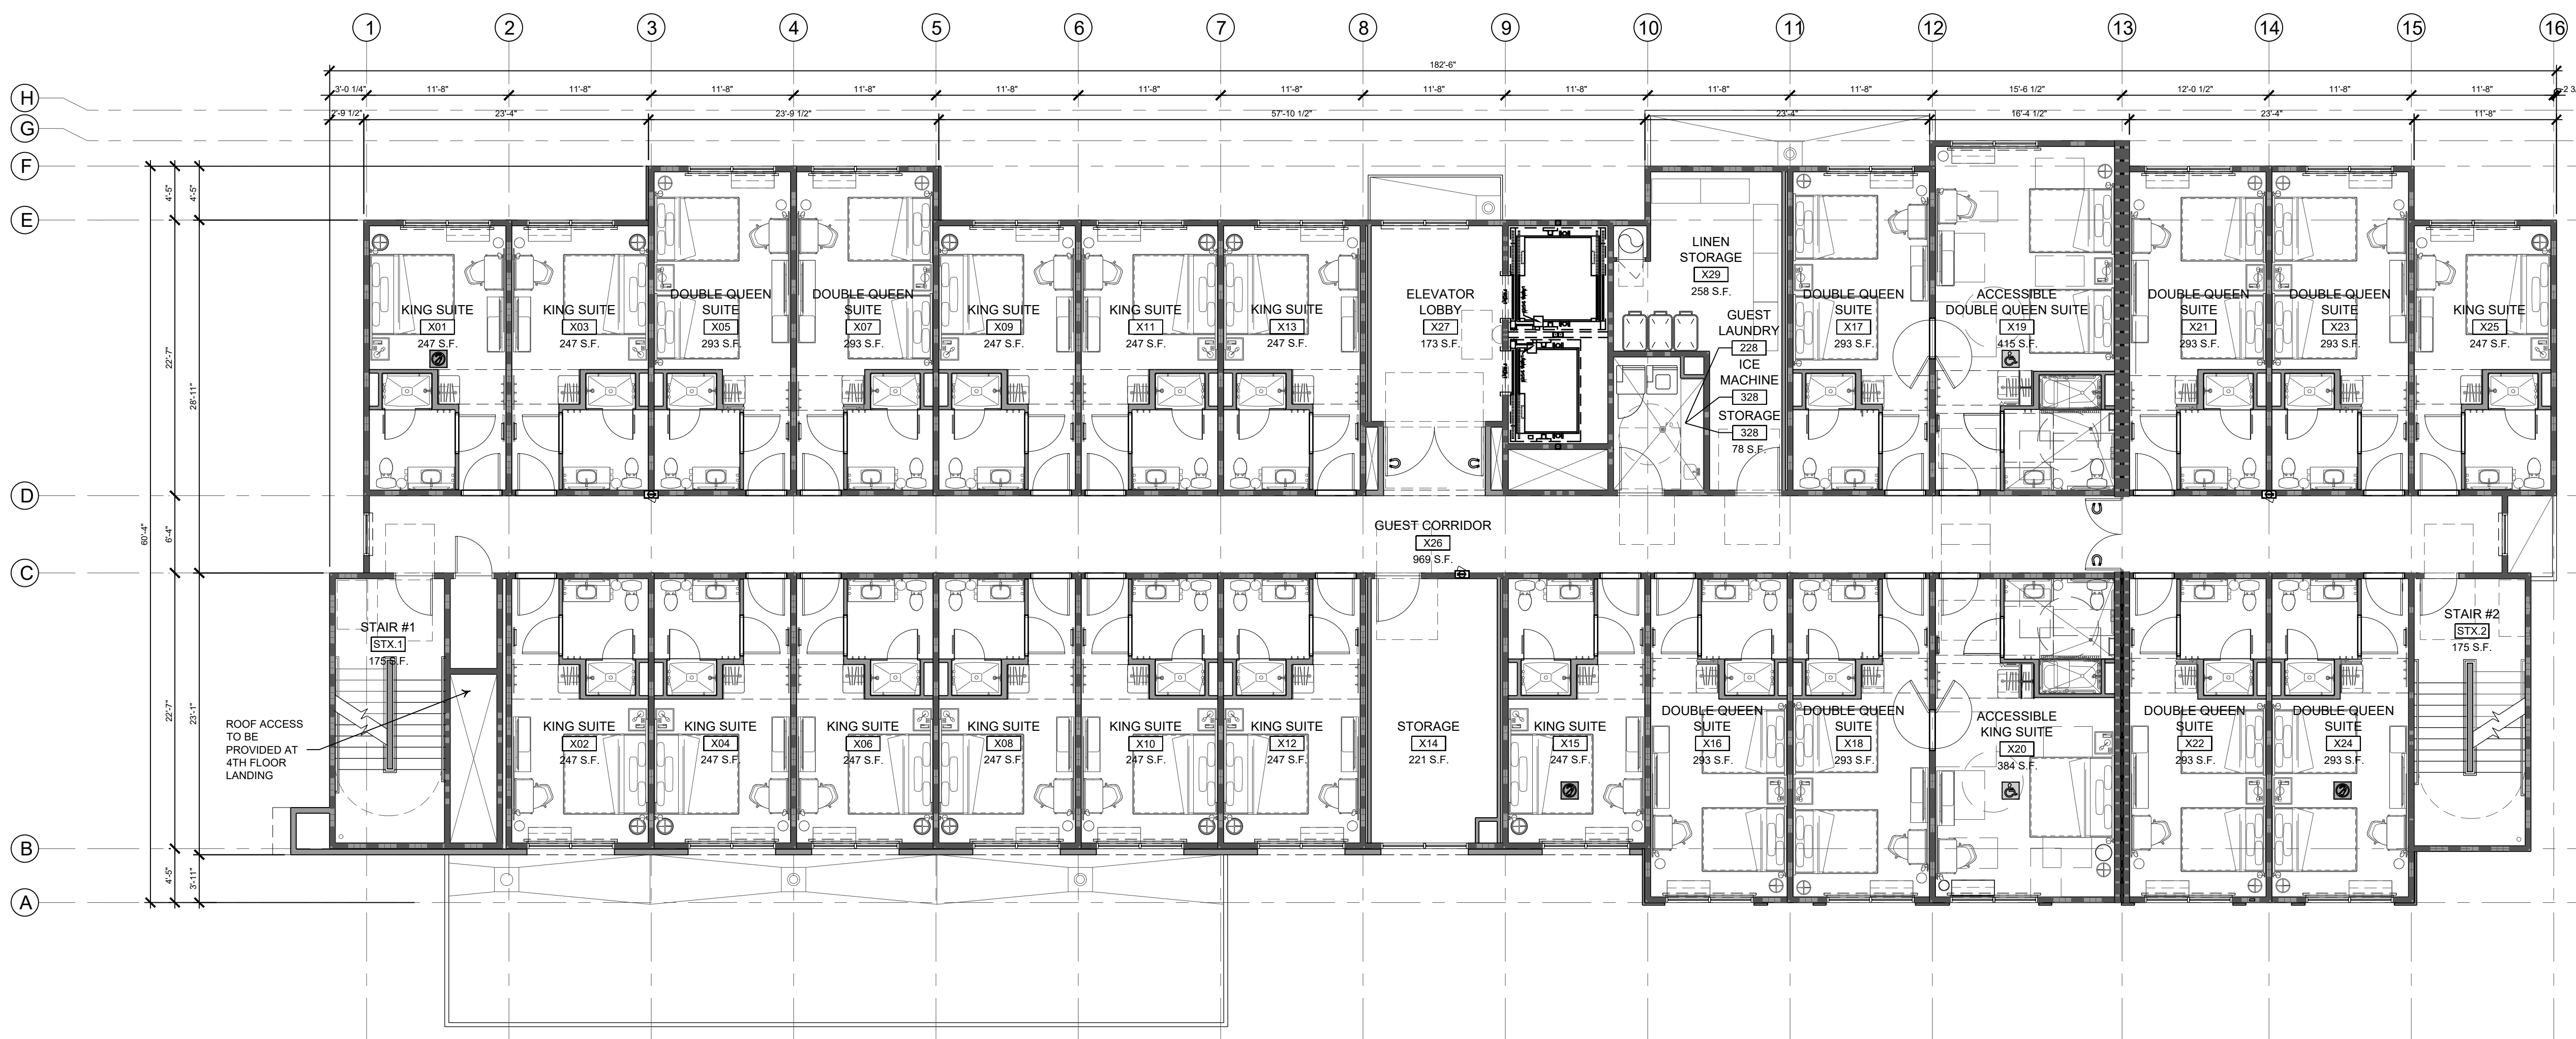 1 2 3 4 5 6 7 8 9 10 11 12 13 14 15 16
182'-6"
H
3'-0 1/4" 11'-8" 11'-8" 11'-8" 11'-8" 11'-8" 11'-8" 11'-8" 11'-8" 11'-8" 11'-8" 11'-8" 15'-6 1/2" 12'-0 1/2" 11'-8" 11'-8"
G
2'-9 1/2" 23'-4" 23'-9 1/2" 57'-10 1/2" 23'-4" 16'-4 1/2" 23'-4" 11'-8"
F
4'-5" 4'-5"
E
22'-7"
28'-11"
KING SUITE
X01
247 S.F.
KING SUITE
X03
247 S.F.
DOUBLE QUEEN
SUITE
X05
293 S.F.
DOUBLE QUEEN
SUITE
X07
293 S.F.
KING SUITE
X09
247 S.F.
KING SUITE
X11
247 S.F.
KING SUITE
X13
247 S.F.
ELEVATOR
LOBBY
X27
173 S.F.
LINEN
STORAGE
X29
258 S.F.
GUEST
LAUNDRY
228
ICE
MACHINE
328
STORAGE
328
78 S.F.
DOUBLE QUEEN
SUITE
X17
293 S.F.
ACCESSIBLE
DOUBLE QUEEN SUITE
X19
415 S.F.
DOUBLE QUEEN
SUITE
X21
293 S.F.
DOUBLE QUEEN
SUITE
X23
293 S.F.
KING SUITE
X25
247 S.F.
D
60'-4"
6'-4"
GUEST CORRIDOR
X26
969 S.F.
C
22'-7"
23'-1"
STAIR #1
STX.1
175 S.F.
ROOF ACCESS
TO BE
PROVIDED AT
4TH FLOOR
LANDING
KING SUITE
X02
247 S.F.
KING SUITE
X04
247 S.F.
KING SUITE
X06
247 S.F.
KING SUITE
X08
247 S.F.
KING SUITE
X10
247 S.F.
KING SUITE
X12
247 S.F.
STORAGE
X14
221 S.F.
KING SUITE
X15
247 S.F.
DOUBLE QUEEN
SUITE
X16
293 S.F.
DOUBLE QUEEN
SUITE
X18
293 S.F.
ACCESSIBLE
KING SUITE
X20
384 S.F.
DOUBLE QUEEN
SUITE
X22
293 S.F.
DOUBLE QUEEN
SUITE
X24
293 S.F.
STAIR #2
STX.2
175 S.F.
B
4'-5" 3'-11"
A